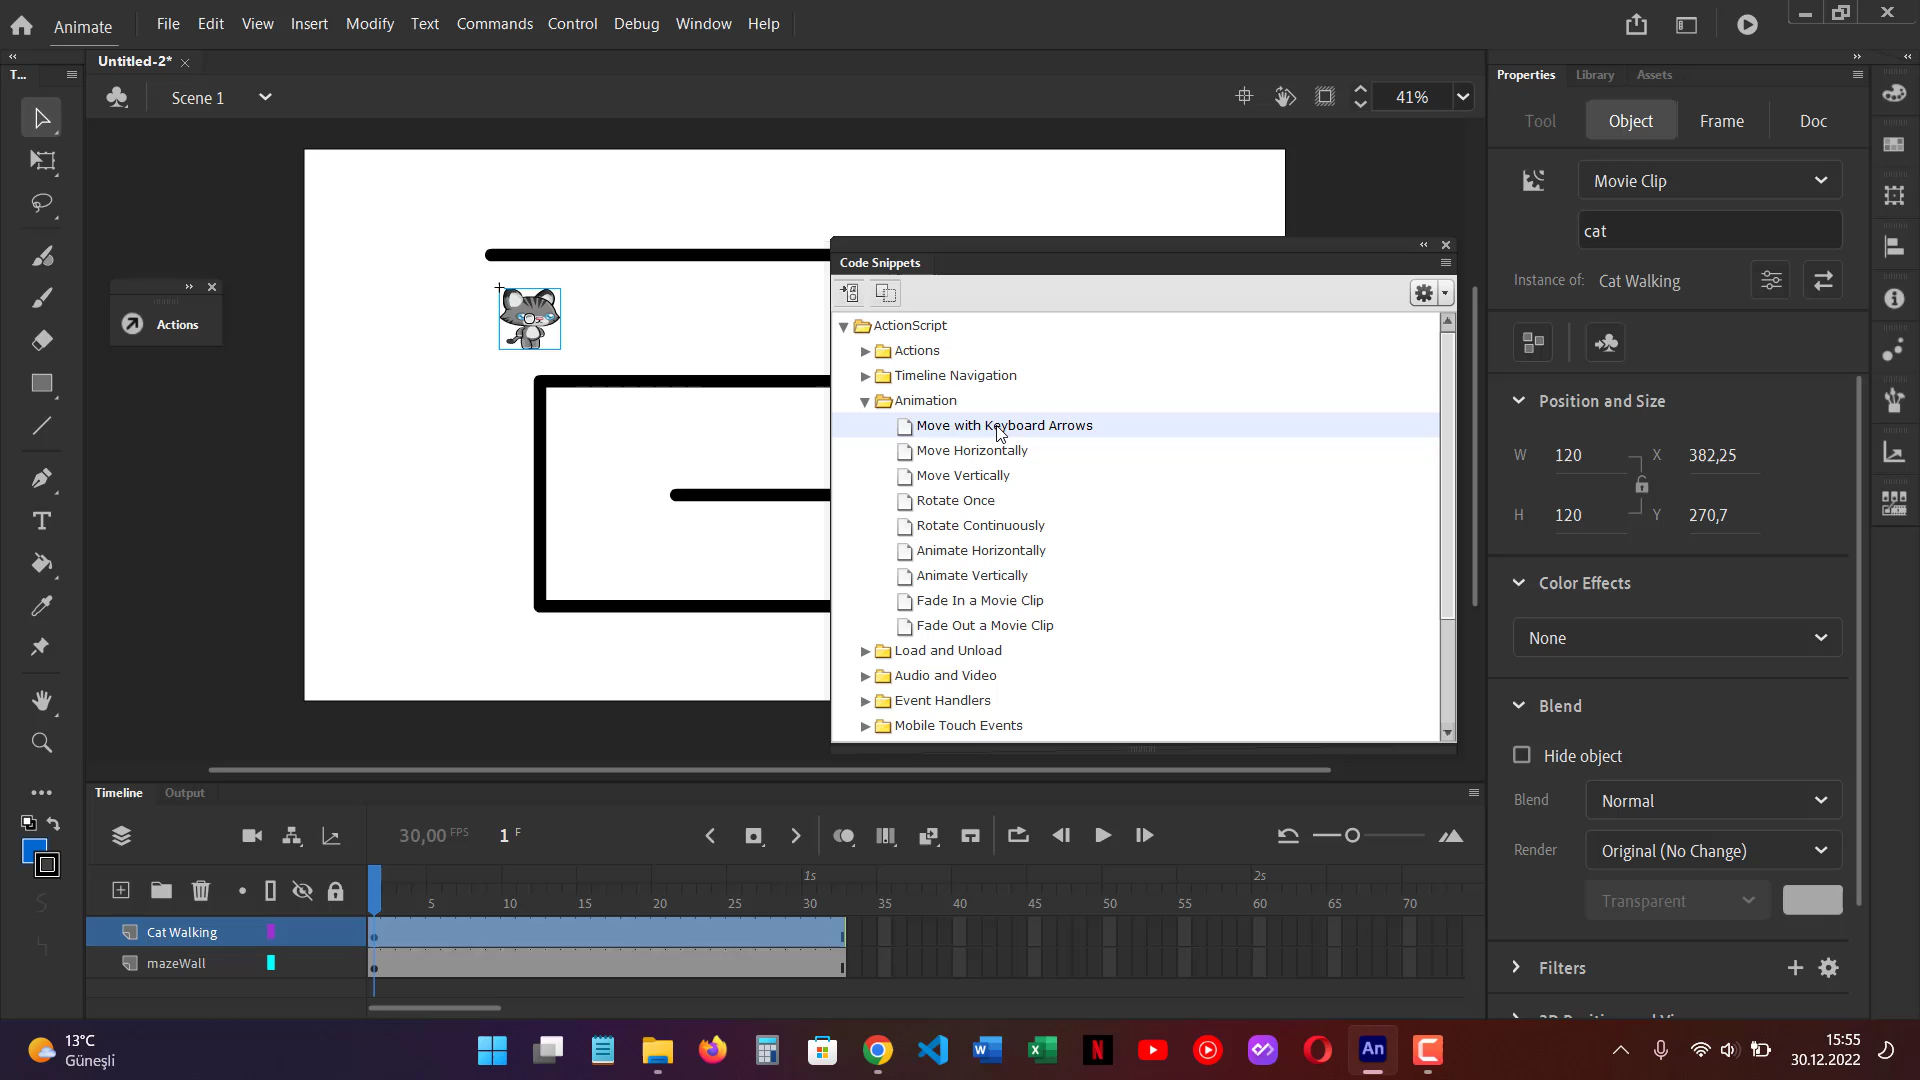 Animate
File Edit View Insert Modify Text Commands Control Debug Window Help
T...
Untitled-2*
Scene 1
41%
Actions
Code Snippets
ActionScript
Actions
Timeline Navigation
Animation
Move with Keyboard Arrows
Move Horizontally
Move Vertically
Rotate Once
Rotate Continuously
Animate Horizontally
Animate Vertically
Fade In a Movie Clip
Fade Out a Movie Clip
Load and Unload
Audio and Video
Event Handlers
Mobile Touch Events
Properties Library Assets
Tool Object Frame Doc
Movie Clip
cat
Instance of: Cat Walking
Position and Size
W 120 X 382,25
H 120 Y 270,7
Color Effects
None
Blend
Hide object
Blend Normal
Render Original (No Change)
Transparent
Filters
Timeline Output
30,00 FPS 1 F
1s 2s
5 10 15 20 25 30 35 40 45 50 55 60 65 70
Cat Walking
mazeWall
13°C
Güneşli
15:55
30.12.2022